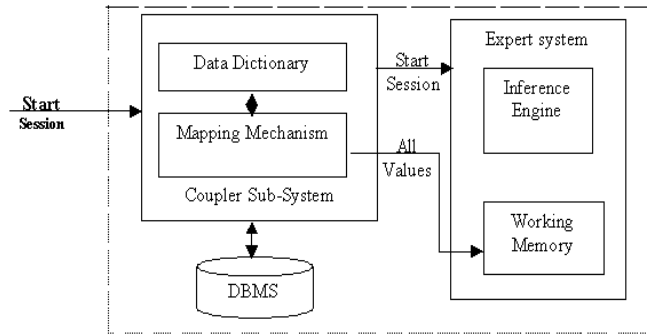 Start
Session
Data Dictionary
Mapping Mechanism
Coupler Sub-System
DBMS
Start
Session
All
Values
Expert system
Inference
Engine
Working
Memory